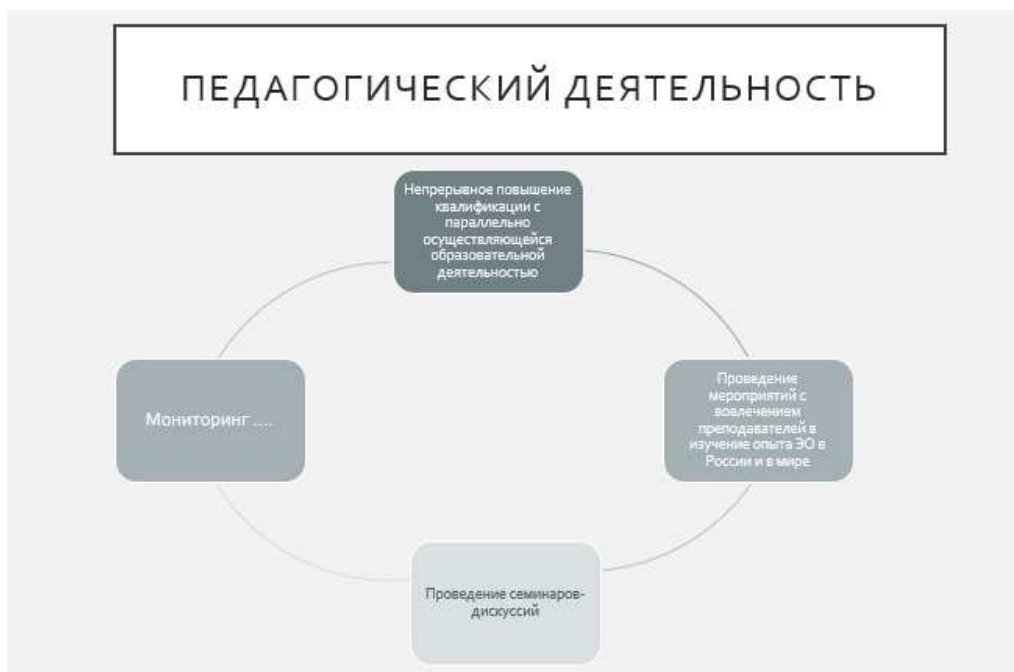 ПЕДАГОГИЧЕСКИЙ ДЕЯТЕЛЬНОСТЬ
Непрерывное повышение
квалификации с
параллельно
осуществляющейся
образовательной
деятельностью
Проведение
мероприятий с
вовлечением
преподавателей в
изучение опыта ЭО в
России и в мире
Проведение семинаров-
дискуссий
Мониторинг ....